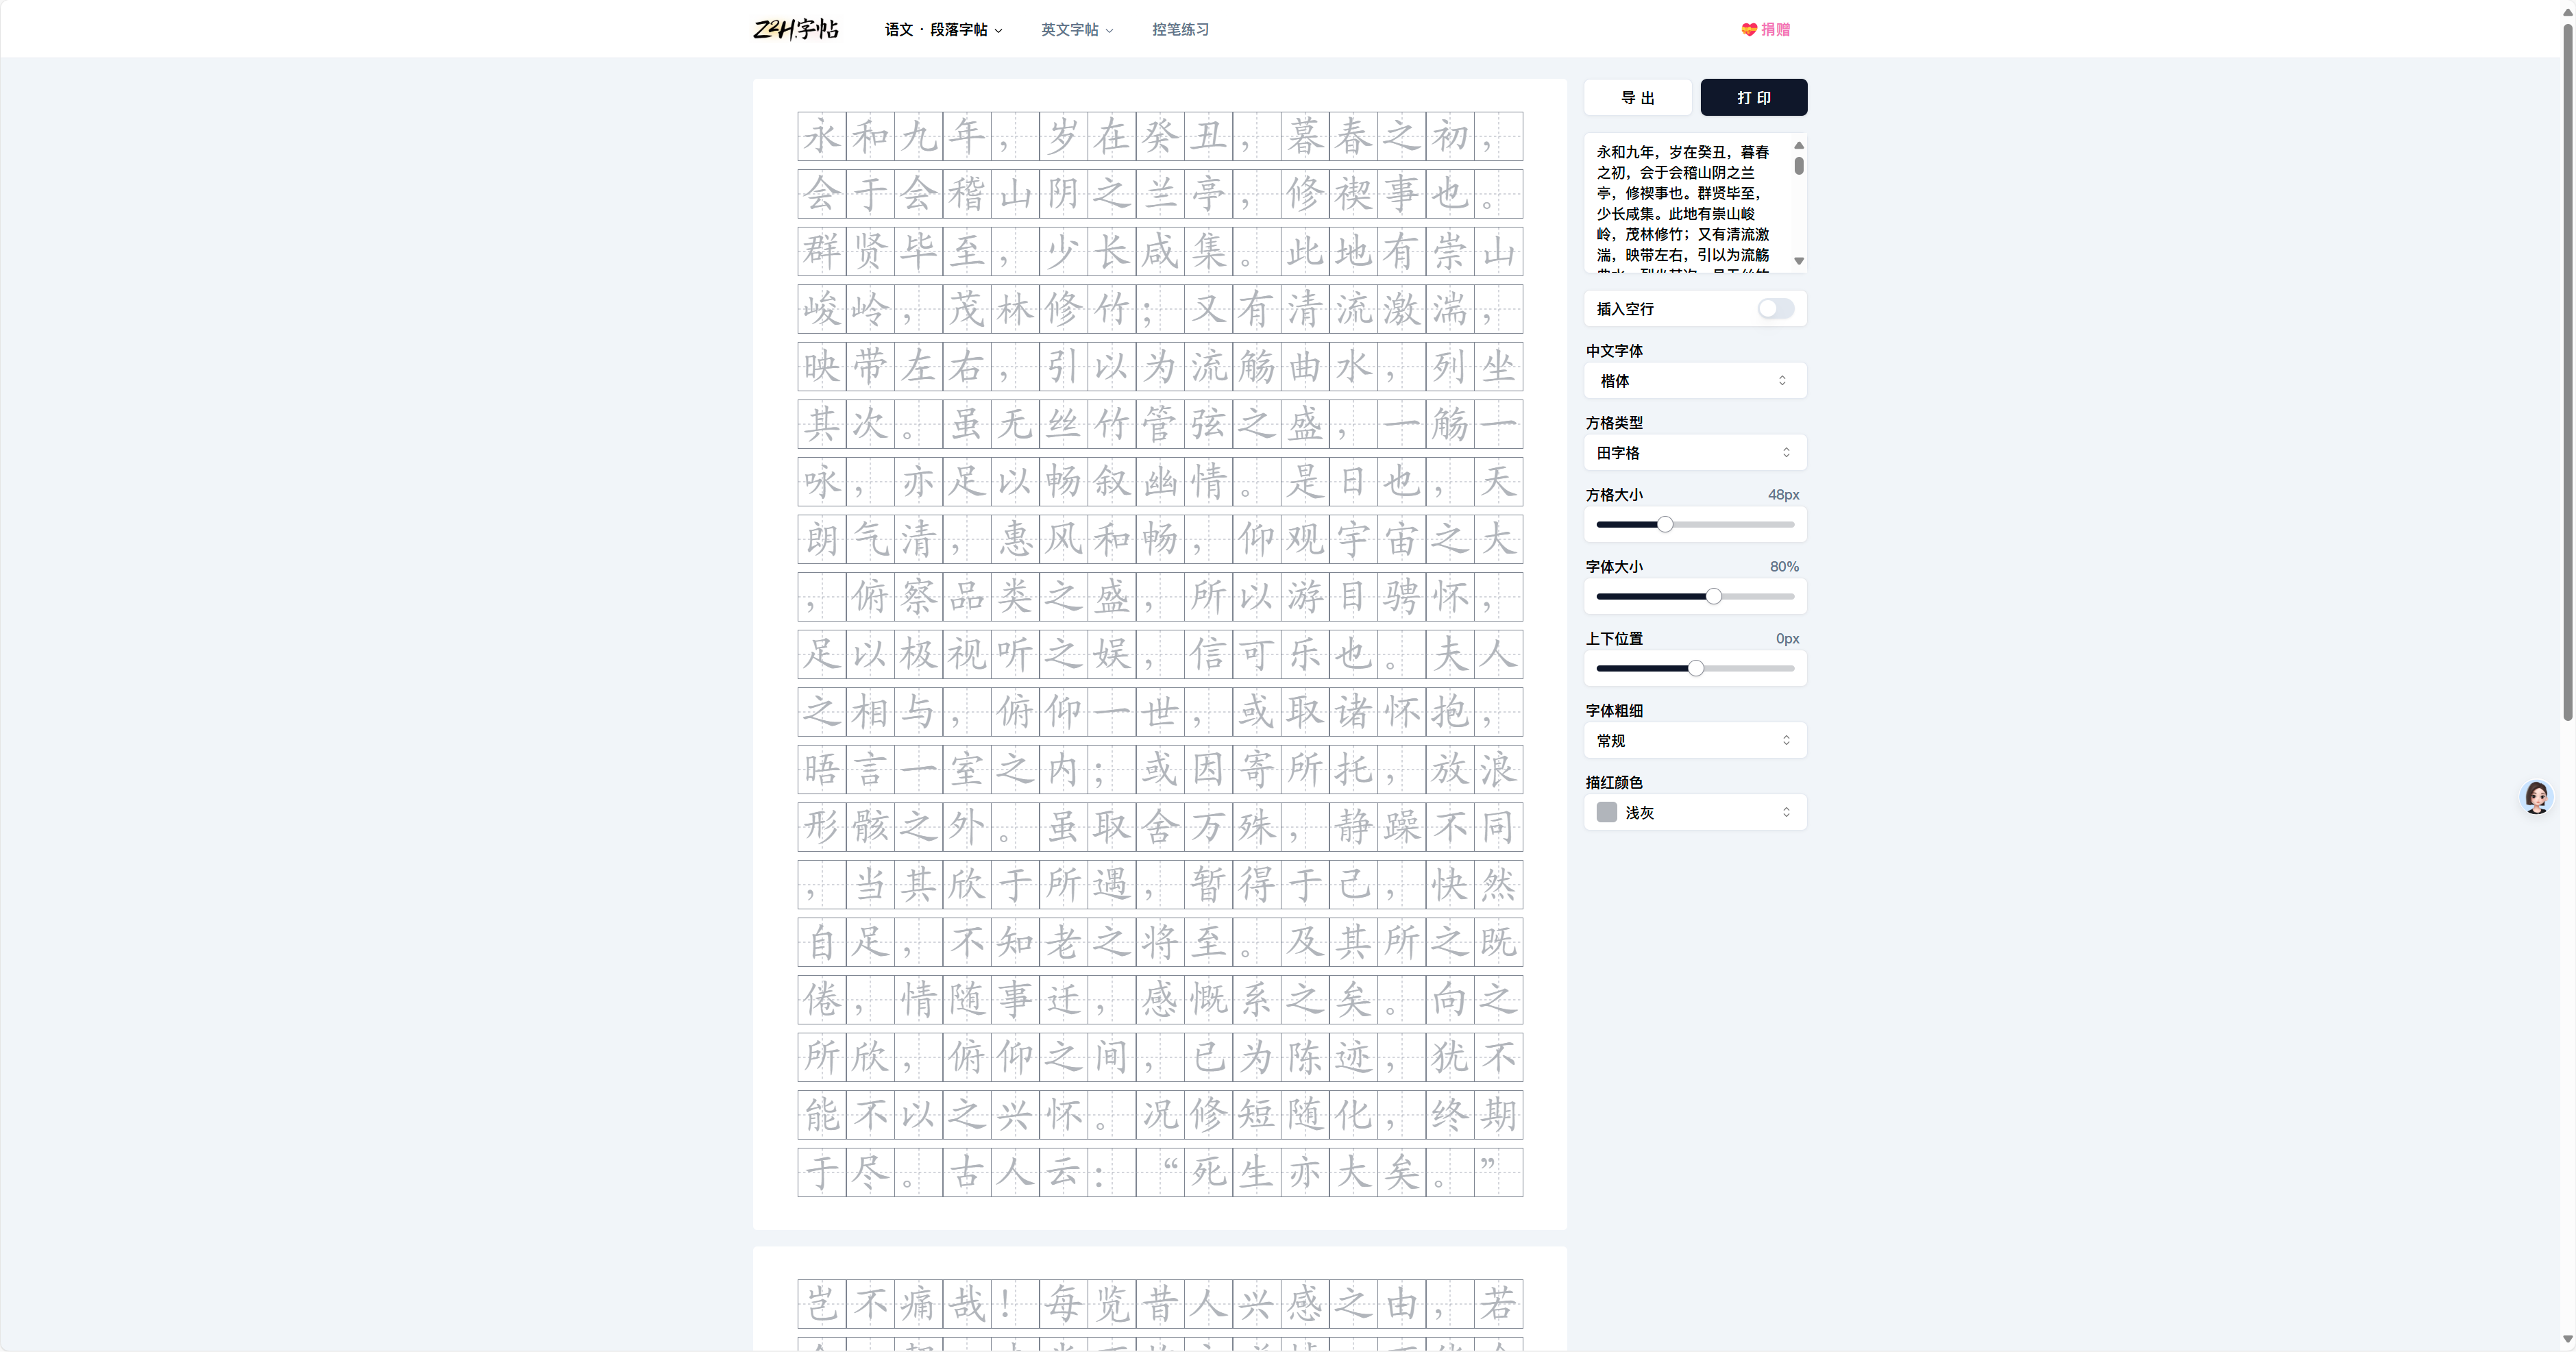 Z2H字帖
语文 · 段落字帖
英文字帖
控笔练习
捐赠
永和九年，岁在癸丑，暮春之初，
会于会稽山阴之兰亭，修禊事也。
群贤毕至，少长咸集。此地有崇山
峻岭，茂林修竹；又有清流激湍，
映带左右，引以为流觞曲水，列坐
其次。虽无丝竹管弦之盛，一觞一
咏，亦足以畅叙幽情。是日也，天
朗气清，惠风和畅，仰观宇宙之大
，俯察品类之盛，所以游目骋怀，
足以极视听之娱，信可乐也。夫人
之相与，俯仰一世，或取诸怀抱，
晤言一室之内；或因寄所托，放浪
形骸之外。虽取舍万殊，静躁不同
，当其欣于所遇，暂得于己，快然
自足，不知老之将至。及其所之既
倦，情随事迁，感慨系之矣。向之
所欣，俯仰之间，已为陈迹，犹不
能不以之兴怀。况修短随化，终期
于尽。古人云：“死生亦大矣。”
岂不痛哉！每览昔人兴感之由，若
导出
打印
永和九年，岁在癸丑，暮春
之初，会于会稽山阴之兰
亭，修禊事也。群贤毕至，
少长咸集。此地有崇山峻
岭，茂林修竹；又有清流激
湍，映带左右，引以为流觞
插入空行
中文字体
楷体
方格类型
田字格
方格大小 48px
字体大小 80%
上下位置 0px
字体粗细
常规
描红颜色
浅灰